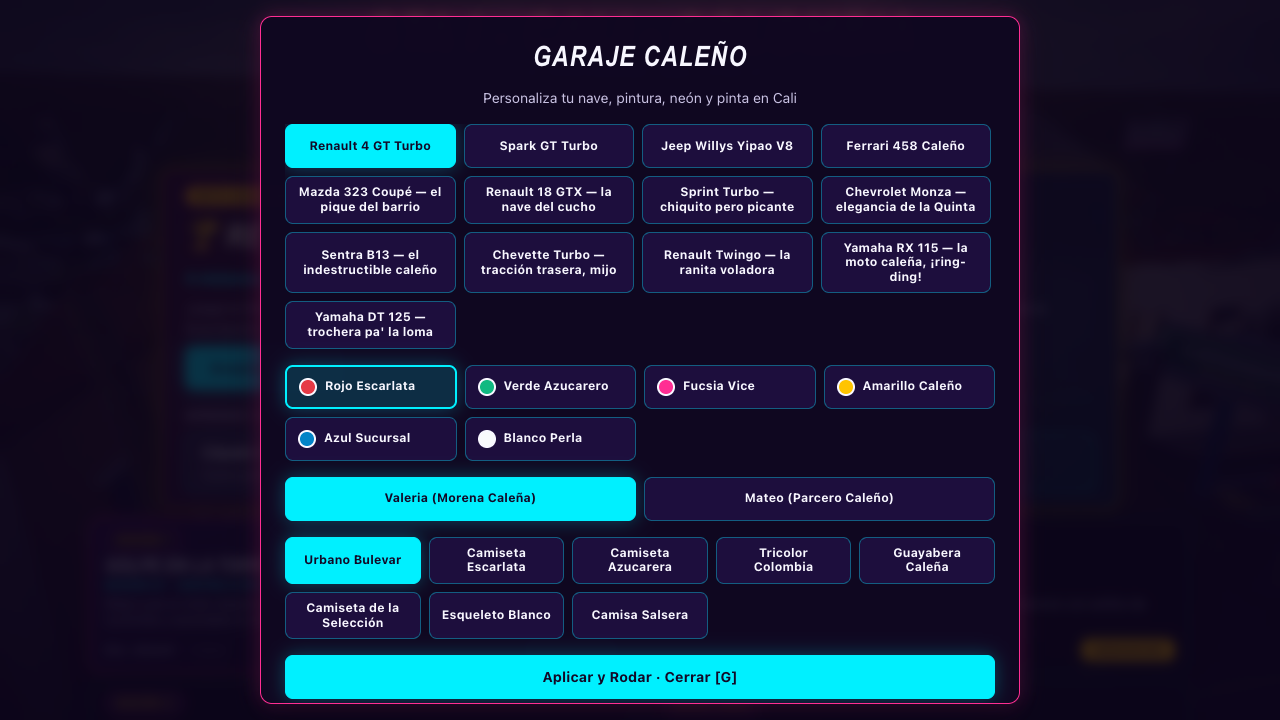 GARAJE CALEÑO
Personaliza tu nave, pintura, neón y pinta en Cali
Renault 4 GT Turbo
Spark GT Turbo
Jeep Willys Yipao V8
Ferrari 458 Caleño
Mazda 323 Coupé — el
pique del barrio
Renault 18 GTX — la
nave del cucho
Sprint Turbo —
chiquito pero picante
Chevrolet Monza —
elegancia de la Quinta
Sentra B13 — el
indestructible caleño
Chevette Turbo —
tracción trasera, mijo
Renault Twingo — la
ranita voladora
Yamaha RX 115 — la
moto caleña, ¡ring-
ding!
Yamaha DT 125 —
trochera pa' la loma
Rojo Escarlata
Verde Azucarero
Fucsia Vice
Amarillo Caleño
Azul Sucursal
Blanco Perla
Valeria (Morena Caleña)
Mateo (Parcero Caleño)
Urbano Bulevar
Camiseta
Escarlata
Camiseta
Azucarera
Tricolor
Colombia
Guayabera
Caleña
Camiseta de la
Selección
Esqueleto Blanco
Camisa Salsera
Aplicar y Rodar · Cerrar [G]